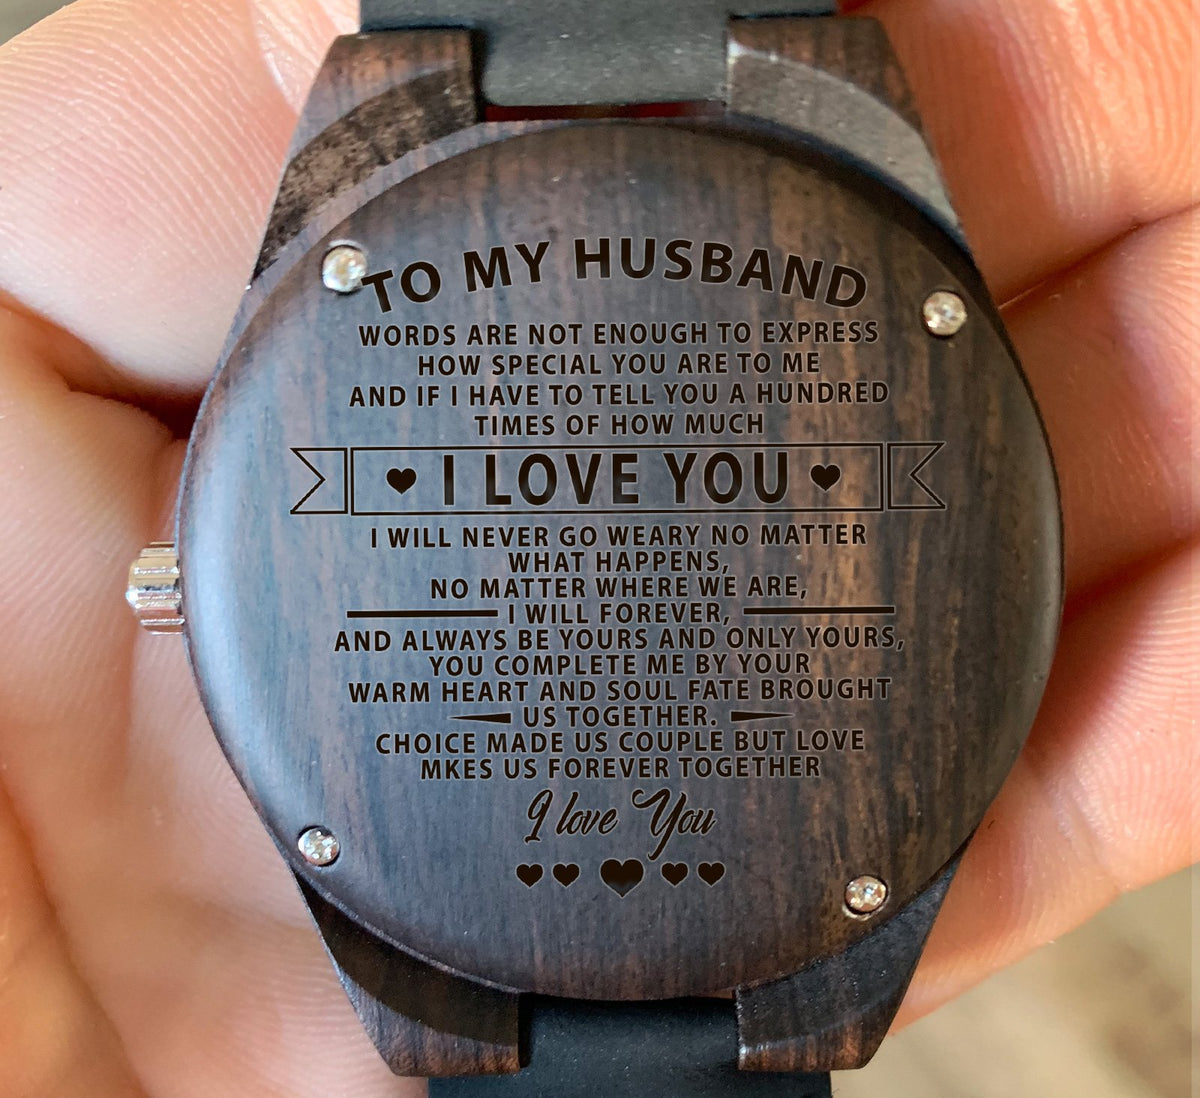 TO MY HUSBAND
WORDS ARE NOT ENOUGH TO EXPRESS
HOW SPECIAL YOU ARE TO ME
AND IF I HAVE TO TELL YOU A HUNDRED
TIMES OF HOW MUCH
I LOVE YOU
I WILL NEVER GO WEARY NO MATTER
WHAT HAPPENS,
NO MATTER WHERE WE ARE,
I WILL FOREVER,
AND ALWAYS BE YOURS AND ONLY YOURS,
YOU COMPLETE ME BY YOUR
WARM HEART AND SOUL FATE BROUGHT
US TOGETHER.
CHOICE MADE US COUPLE BUT LOVE
MKES US FOREVER TOGETHER
I love You